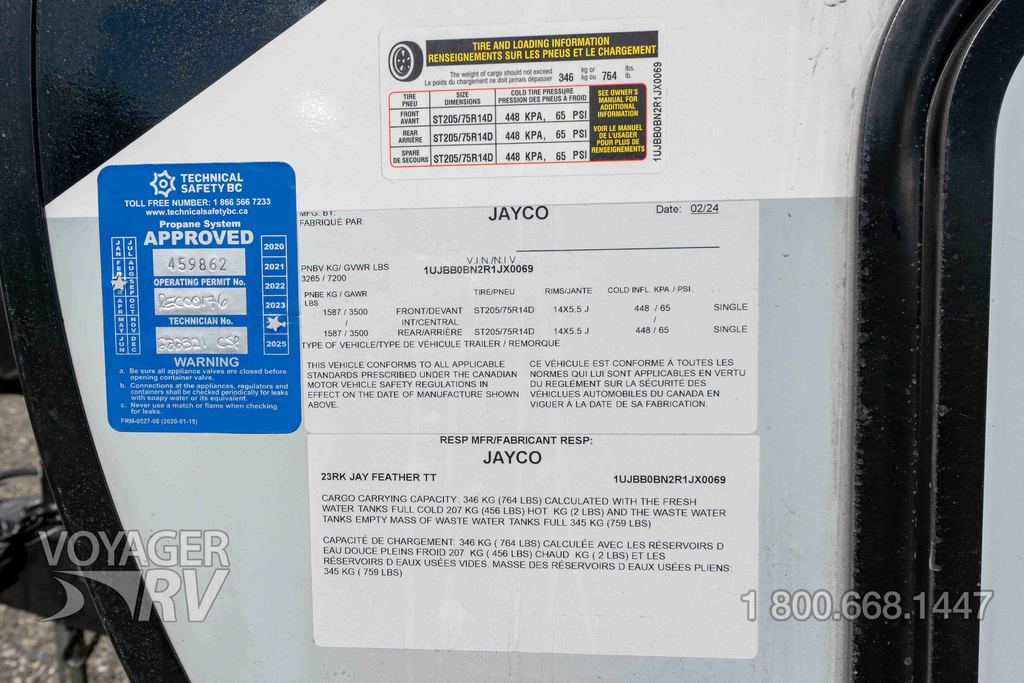 TIRE AND LOADING INFORMATION
RENSEIGNEMENTS SUR LES PNEUS ET LE CHARGEMENT
The weight of cargo should not exceed 346 kg or 764 lbs.
Le poids du chargement ne doit jamais dépasser kg ou lb.
TIRE PNEU SIZE DIMENSIONS COLD TIRE PRESSURE PRESSION DES PNEUS À FROID
FRONT AVANT ST205/75R14D 448 KPA, 65 PSI
REAR ARRIÈRE ST205/75R14D 448 KPA, 65 PSI
SPARE DE SECOURS ST205/75R14D 448 KPA, 65 PSI
SEE OWNER'S
MANUAL FOR
ADDITIONAL
INFORMATION
VOIR LE MANUEL
DE L'USAGER
POUR PLUS DE
RENSEIGNEMENTS
1UJBB0BN2R1JX0069
TECHNICAL
SAFETY BC
TOLL FREE NUMBER: 1 866 566 7233
www.technicalsafetybc.ca
Propane System
APPROVED
JAN FEB APR MAY JUN
JUL AUG SEP OCT NOV DEC
459862
OPERATING PERMIT No.
TECHNICIAN No.
2020
2021
2022
2023
2025
WARNING
a. Be sure all appliance valves are closed before
opening container valve.
b. Connections at the appliances, regulators and
containers shall be checked periodically for leaks
with soapy water or its equivalent.
c. Never use a match or flame when checking
for leaks.
FRM-0527-08 (2020-01-15)
MFG. BY: JAYCO Date: 02/24
FABRIQUÉ PAR
V.I.N./N.I.V
PNBV KG/ GVWR LBS 1UJBB0BN2R1JX0069
3265 / 7200
PNBE KG / GAWR TIRE/PNEU RIMS/JANTE COLD INFL. KPA / PSI
LBS
1587 / 3500 FRONT/DEVANT ST205/75R14D 14X5.5 J 448 / 65 SINGLE
/ INT/CENTRAL /
1587 / 3500 REAR/ARRIÈRE ST205/75R14D 14X5.5 J 448 / 65 SINGLE
TYPE OF VEHICLE/TYPE DE VÉHICULE TRAILER / REMORQUE
THIS VEHICLE CONFORMS TO ALL APPLICABLE
STANDARDS PRESCRIBED UNDER THE CANADIAN
MOTOR VEHICLE SAFETY REGULATIONS IN
EFFECT ON THE DATE OF MANUFACTURE SHOWN
ABOVE.
CE VÉHICULE EST CONFORME À TOUTES LES
NORMES QUI LUI SONT APPLICABLES EN VERTU
DU REGLÉMENT SUR LA SÉCURITÉ DES
VÉHICLUES AUTOMOBILES DU CANADA EN
VIGUER À LA DATE DE SA FABRICATION.
RESP MFR/FABRICANT RESP:
JAYCO
23RK JAY FEATHER TT 1UJBB0BN2R1JX0069
CARGO CARRYING CAPACITY: 346 KG (764 LBS) CALCULATED WITH THE FRESH
WATER TANKS FULL COLD 207 KG (456 LBS) HOT KG (2 LBS) AND THE WASTE WATER
TANKS EMPTY MASS OF WASTE WATER TANKS FULL 345 KG (759 LBS)
CAPACITÉ DE CHARGEMENT: 346 KG ( 764 LBS) CALCULÉE AVEC LES RÉSERVOIRS D
EAU DOUCE PLEINS FROID 207 KG ( 456 LBS) CHAUD KG ( 2 LBS) ET LES
RÉSERVOIRS D EAUX USÉES VIDES. MASSE DES RÉSERVOIRS D EAUX USÉES PLIENS:
345 KG ( 759 LBS)
VOYAGER
RV
1 800.668.1447